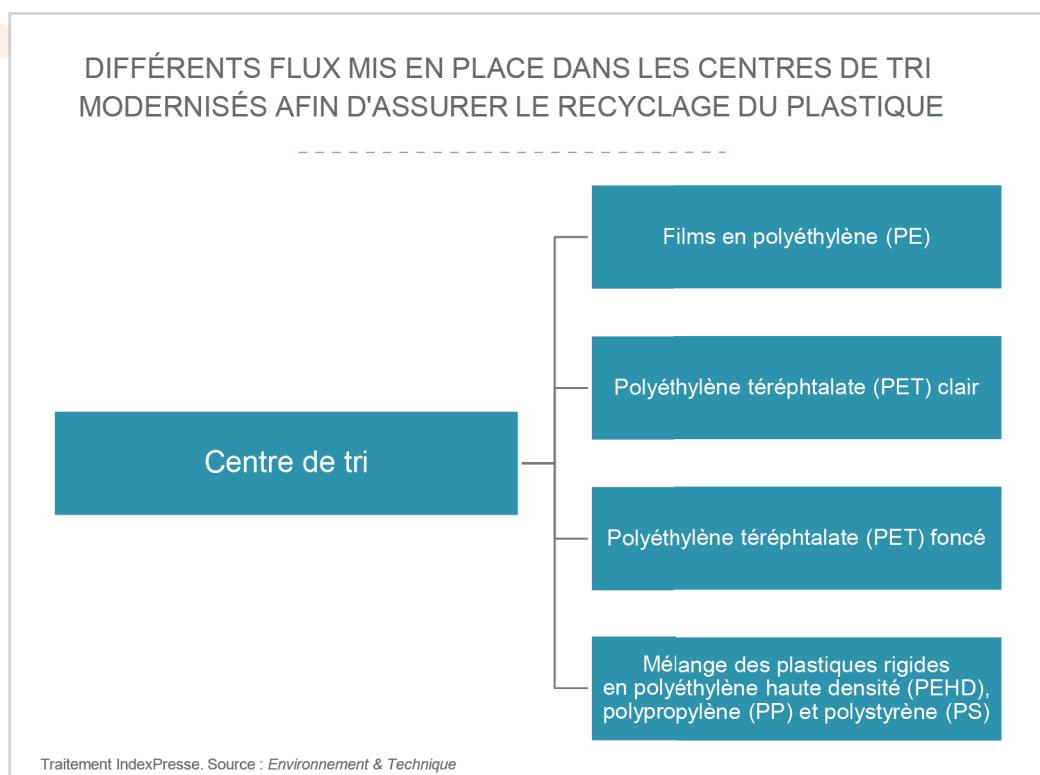 DIFFÉRENTS FLUX MIS EN PLACE DANS LES CENTRES DE TRI
MODERNISÉS AFIN D'ASSURER LE RECYCLAGE DU PLASTIQUE
Films en polyéthylène (PE)
Polyéthylène téréphtalate (PET) clair
Centre de tri
Polyéthylène téréphtalate (PET) foncé
Mélange des plastiques rigides
en polyéthylène haute densité (PEHD),
polypropylène (PP) et polystyrène (PS)
Traitement IndexPresse. Source : Environnement & Technique